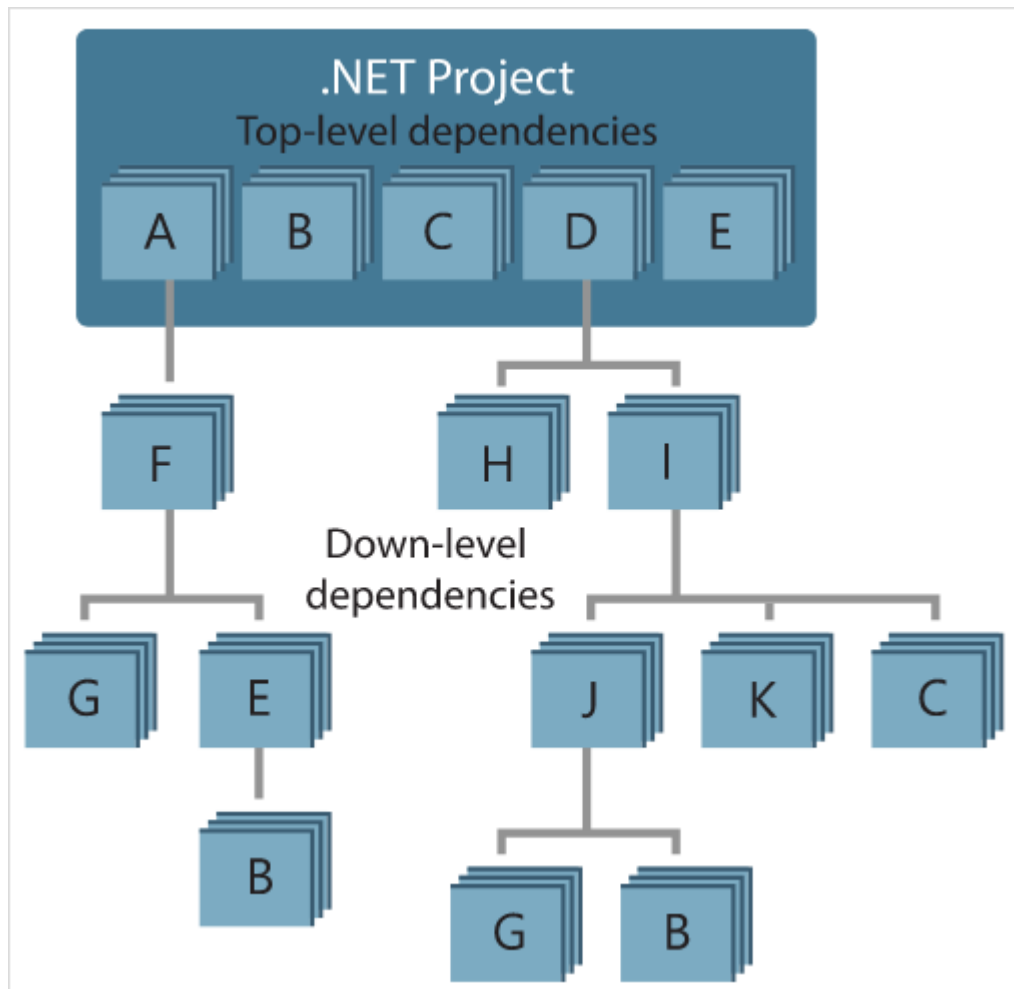 .NET Project
Top-level dependencies
A B C D E
F H I
Down-level
dependencies
G E J K C
B G B